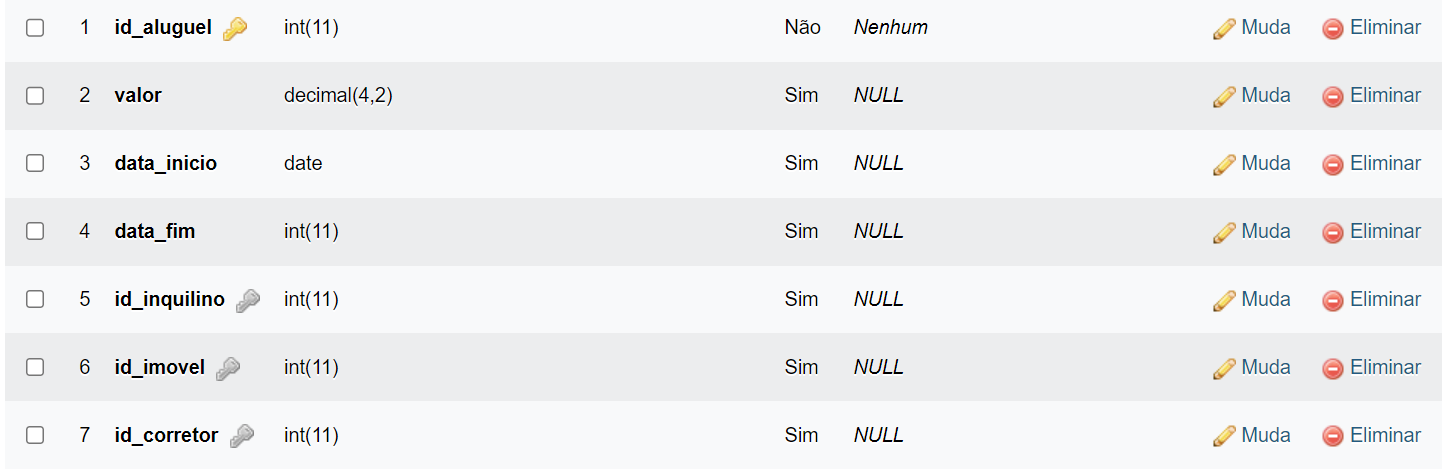 1 id_aluguel int(11) Não Nenhum Muda Eliminar
2 valor decimal(4,2) Sim NULL Muda Eliminar
3 data_inicio date Sim NULL Muda Eliminar
4 data_fim int(11) Sim NULL Muda Eliminar
5 id_inquilino int(11) Sim NULL Muda Eliminar
6 id_imovel int(11) Sim NULL Muda Eliminar
7 id_corretor int(11) Sim NULL Muda Eliminar